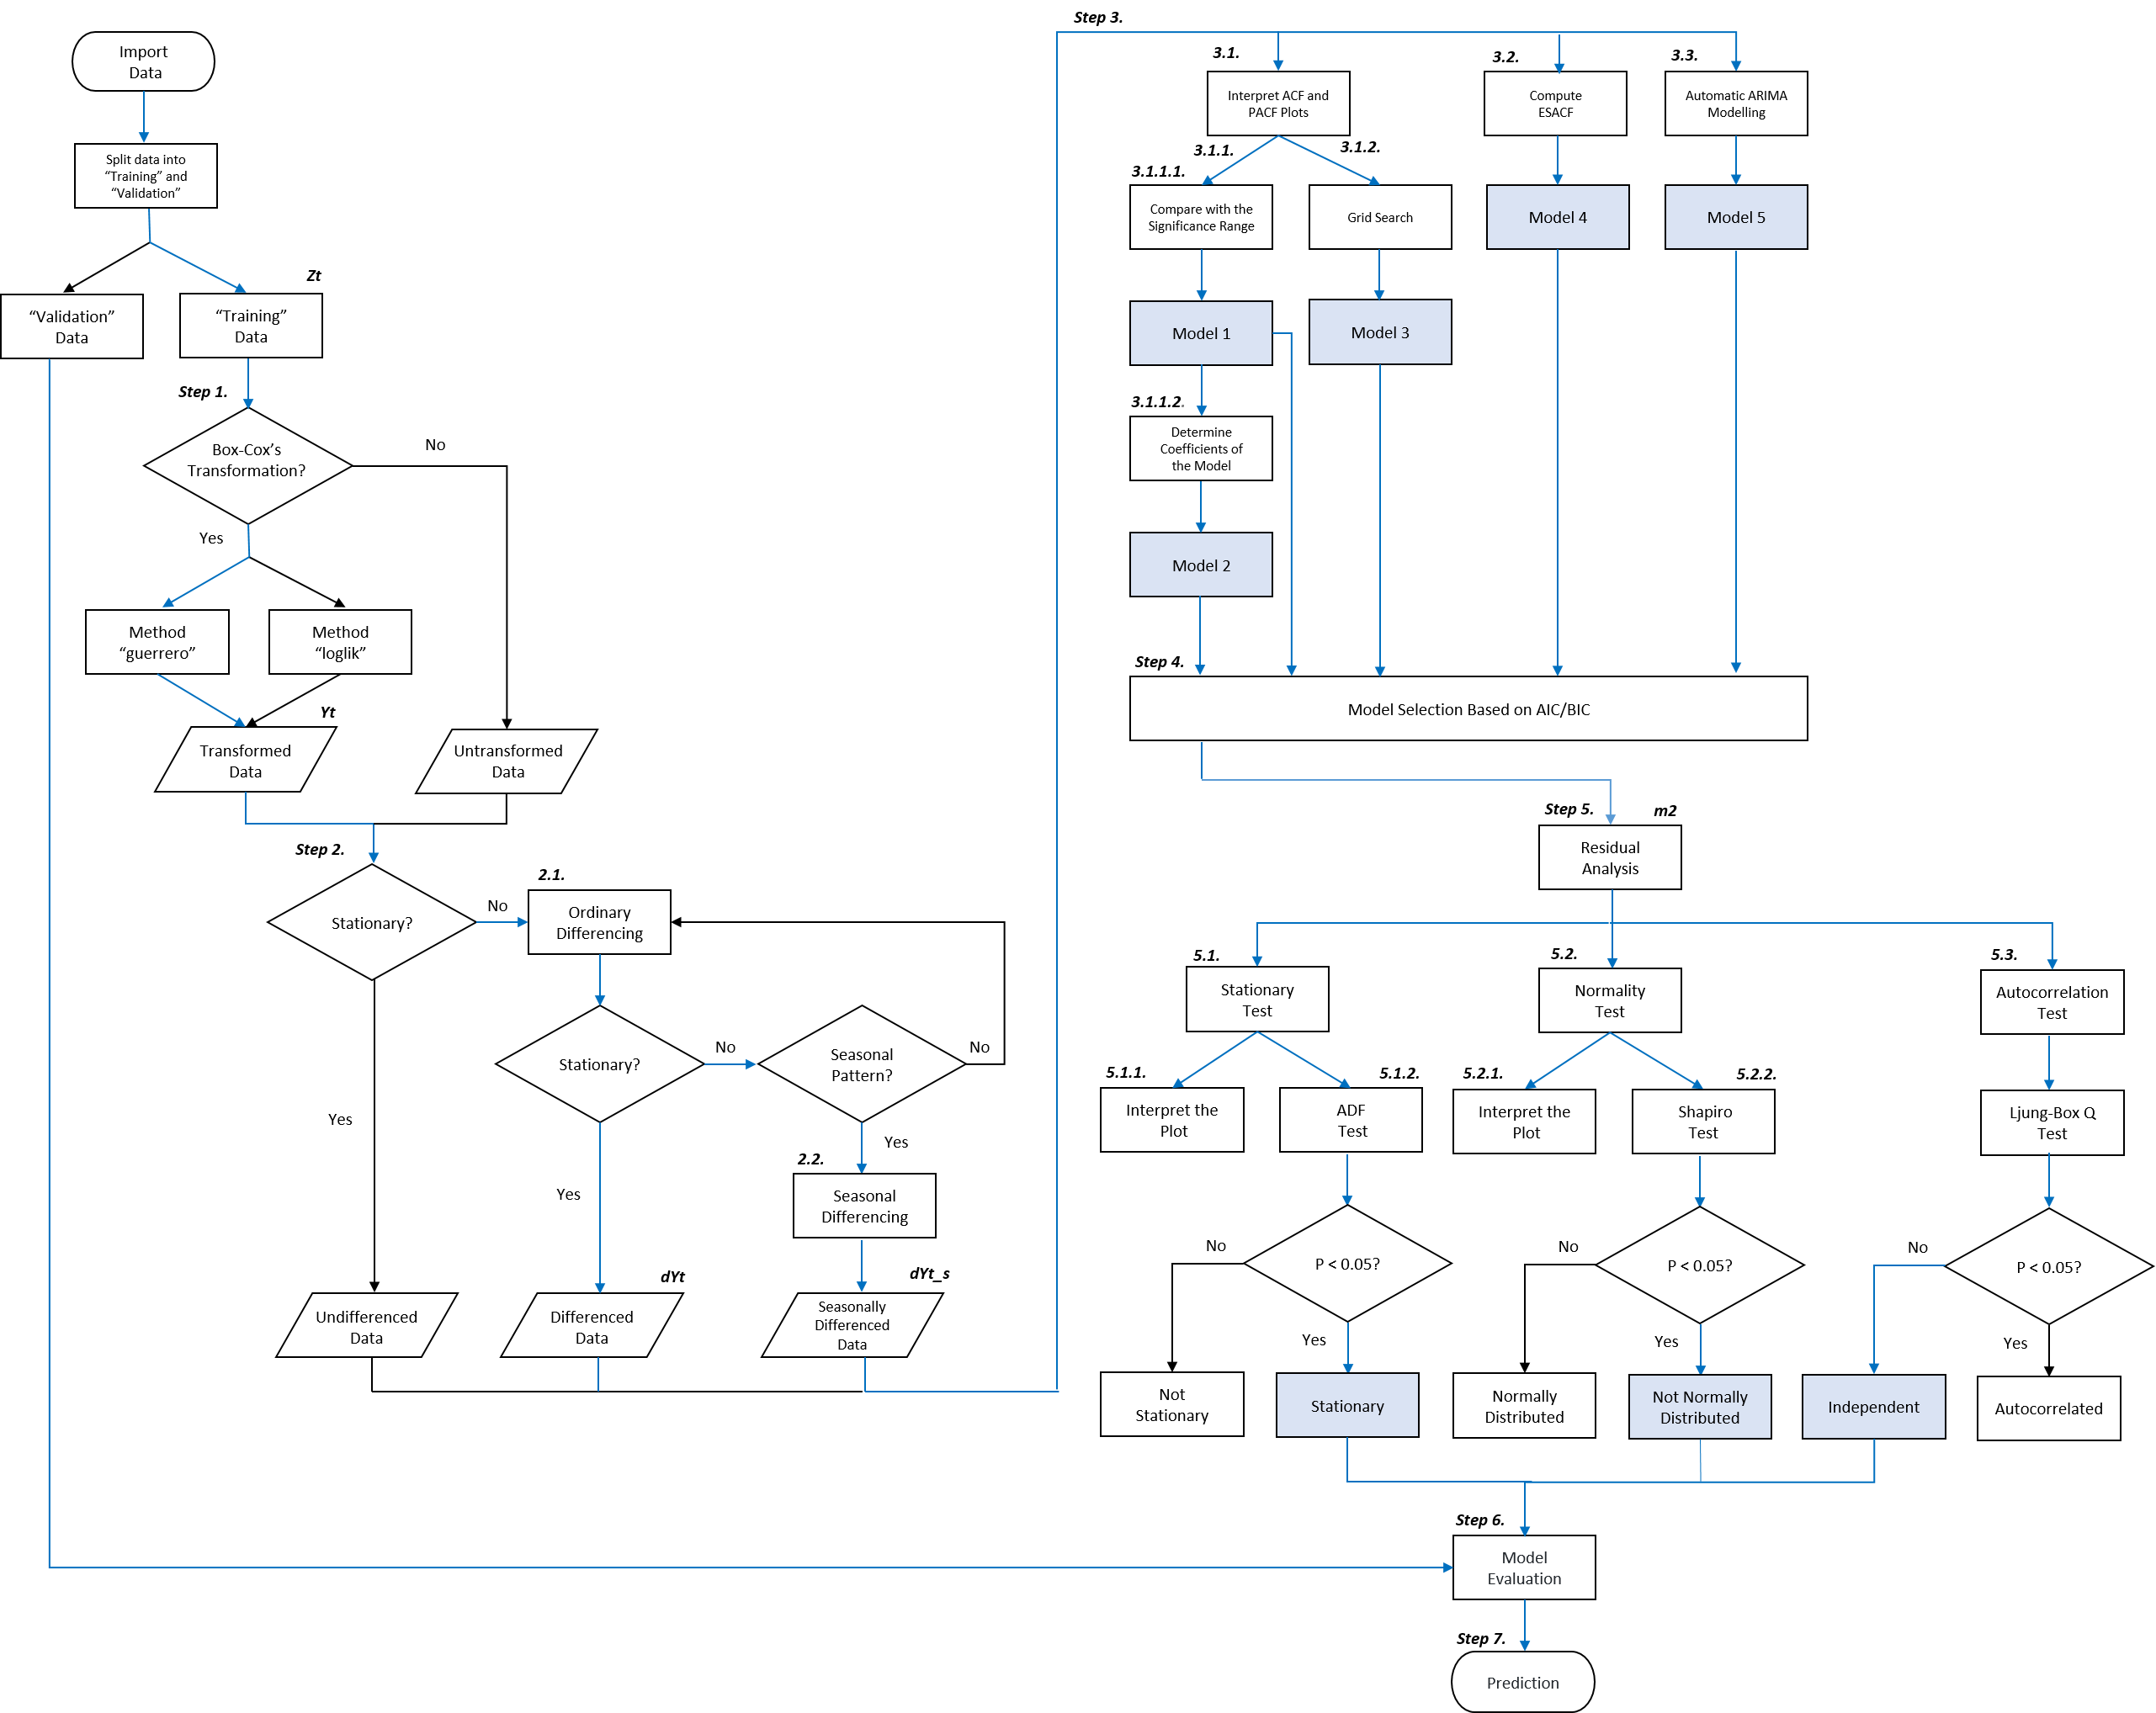 Import
Data
Split data into
“Training” and
“Validation”
“Validation”
Data
Zt
“Training”
Data
Step 1.
Box-Cox’s
Transformation?
No
Yes
Method
“guerrero”
Method
“loglik”
Yt
Transformed
Data
Untransformed
Data
Step 2.
Stationary?
No
2.1.
Ordinary
Differencing
Stationary?
No
Seasonal
Pattern?
No
Yes
Yes
Yes
2.2.
Seasonal
Differencing
Undifferenced
Data
dYt
Differenced
Data
dYt_s
Seasonally
Differenced
Data
Step 3.
3.1.
Interpret ACF and
PACF Plots
3.2.
Compute
ESACF
3.3.
Automatic ARIMA
Modelling
3.1.1.
3.1.2.
3.1.1.1.
Compare with the
Significance Range
Grid Search
Model 4
Model 5
Model 1
Model 3
3.1.1.2.
Determine
Coefficients of
the Model
Model 2
Step 4.
Model Selection Based on AIC/BIC
Step 5.
m2
Residual
Analysis
5.1.
Stationary
Test
5.2.
Normality
Test
5.3.
Autocorrelation
Test
5.1.1.
Interpret the
Plot
5.1.2.
ADF
Test
5.2.1.
Interpret the
Plot
5.2.2.
Shapiro
Test
Ljung-Box Q
Test
No
P < 0.05?
Yes
No
P < 0.05?
Yes
No
P < 0.05?
Yes
Not
Stationary
Stationary
Normally
Distributed
Not Normally
Distributed
Independent
Autocorrelated
Step 6.
Model
Evaluation
Step 7.
Prediction